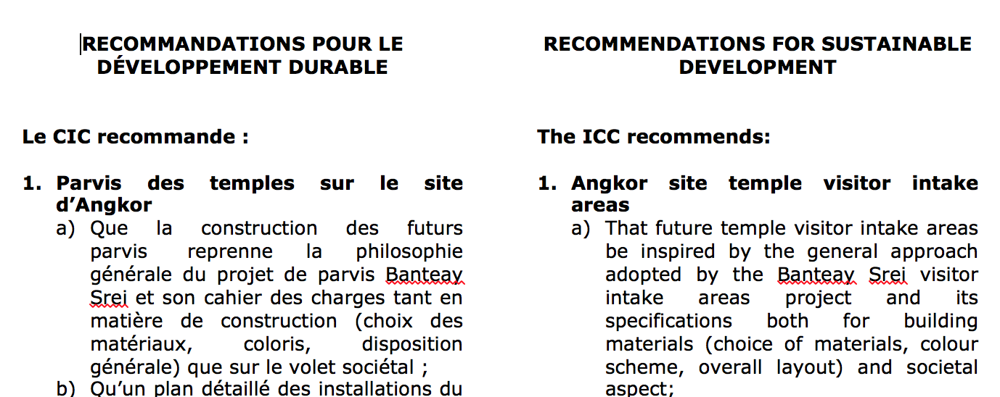 RECOMMANDATIONS POUR LE
DÉVELOPPEMENT DURABLE
Le CIC recommande :
1. Parvis des temples sur le site
d’Angkor
a) Que la construction des futurs
parvis reprenne la philosophie
générale du projet de parvis Banteay
Srei et son cahier des charges tant en
matière de construction (choix des
matériaux, coloris, disposition
générale) que sur le volet sociétal ;
b) Qu’un plan détaillé des installations du
RECOMMENDATIONS FOR SUSTAINABLE
DEVELOPMENT
The ICC recommends:
1. Angkor site temple visitor intake
areas
a) That future temple visitor intake areas
be inspired by the general approach
adopted by the Banteay Srei visitor
intake areas project and its
specifications both for building
materials (choice of materials, colour
scheme, overall layout) and societal
aspect;